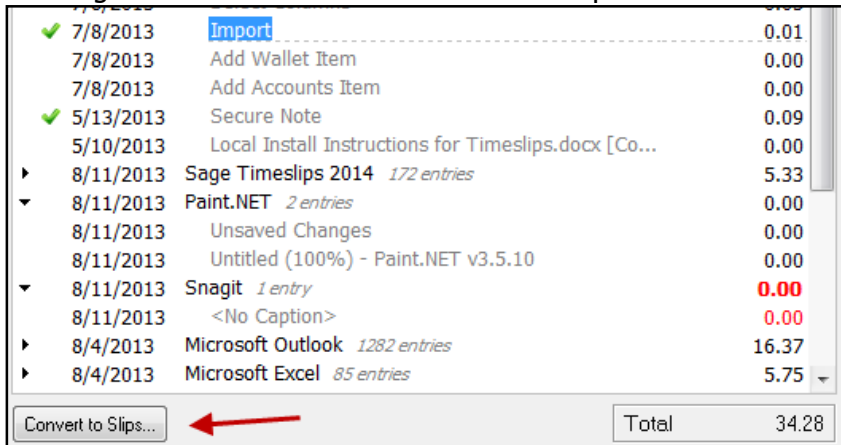 7/8/2013 Import 0.01
7/8/2013 Add Wallet Item 0.00
7/8/2013 Add Accounts Item 0.00
5/13/2013 Secure Note 0.09
5/10/2013 Local Install Instructions for Timeslips.docx [Co... 0.00
8/11/2013 Sage Timeslips 2014 172 entries 5.33
8/11/2013 Paint.NET 2 entries 0.00
8/11/2013 Unsaved Changes 0.00
8/11/2013 Untitled (100%) - Paint.NET v3.5.10 0.00
8/11/2013 Snagit 1 entry 0.00
8/11/2013 <No Caption> 0.00
8/4/2013 Microsoft Outlook 1282 entries 16.37
8/4/2013 Microsoft Excel 85 entries 5.75
Convert to Slips... Total 34.28